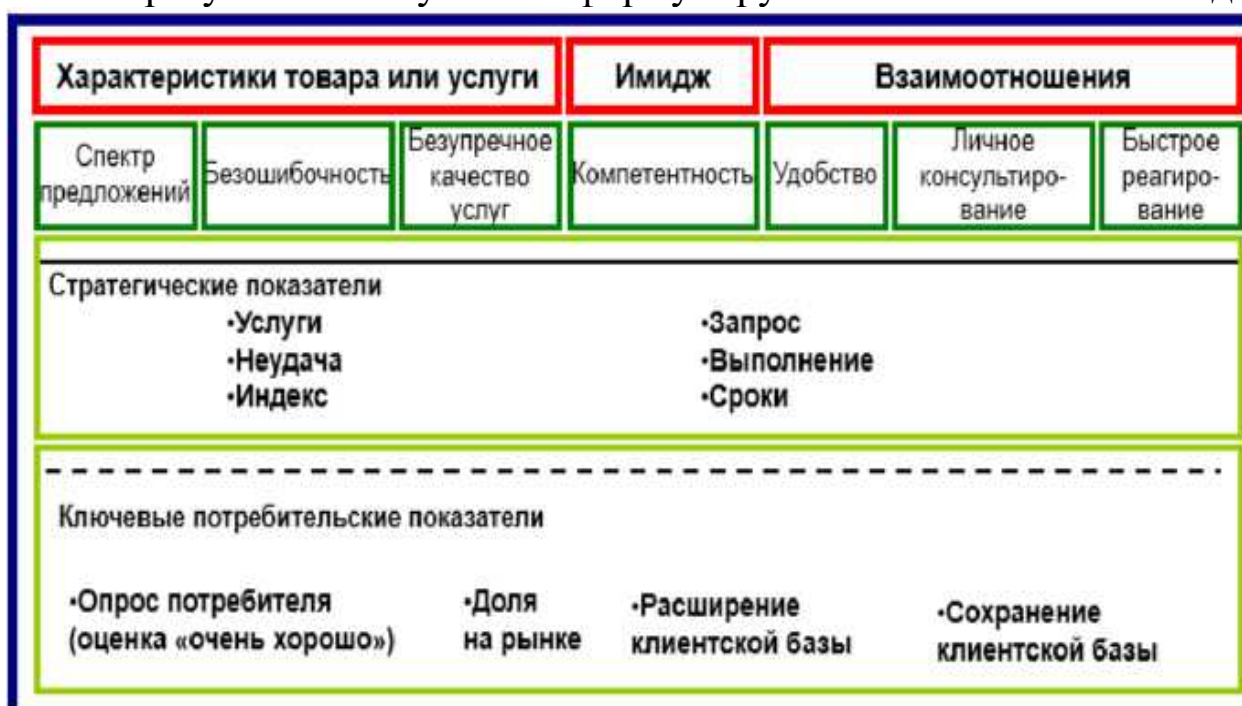 Характеристики товара или услуги
Имидж
Взаимоотношения
Спектр
предложений
Безошибочность
Безупречное
качество
услуг
Компетентность
Удобство
Личное
консультиро-
вание
Быстрое
реагиро-
вание
Стратегические показатели
•Услуги
•Неудача
•Индекс
•Запрос
•Выполнение
•Сроки
Ключевые потребительские показатели
•Опрос потребителя
(оценка «очень хорошо»)
•Доля
на рынке
•Расширение
клиентской базы
•Сохранение
клиентской базы